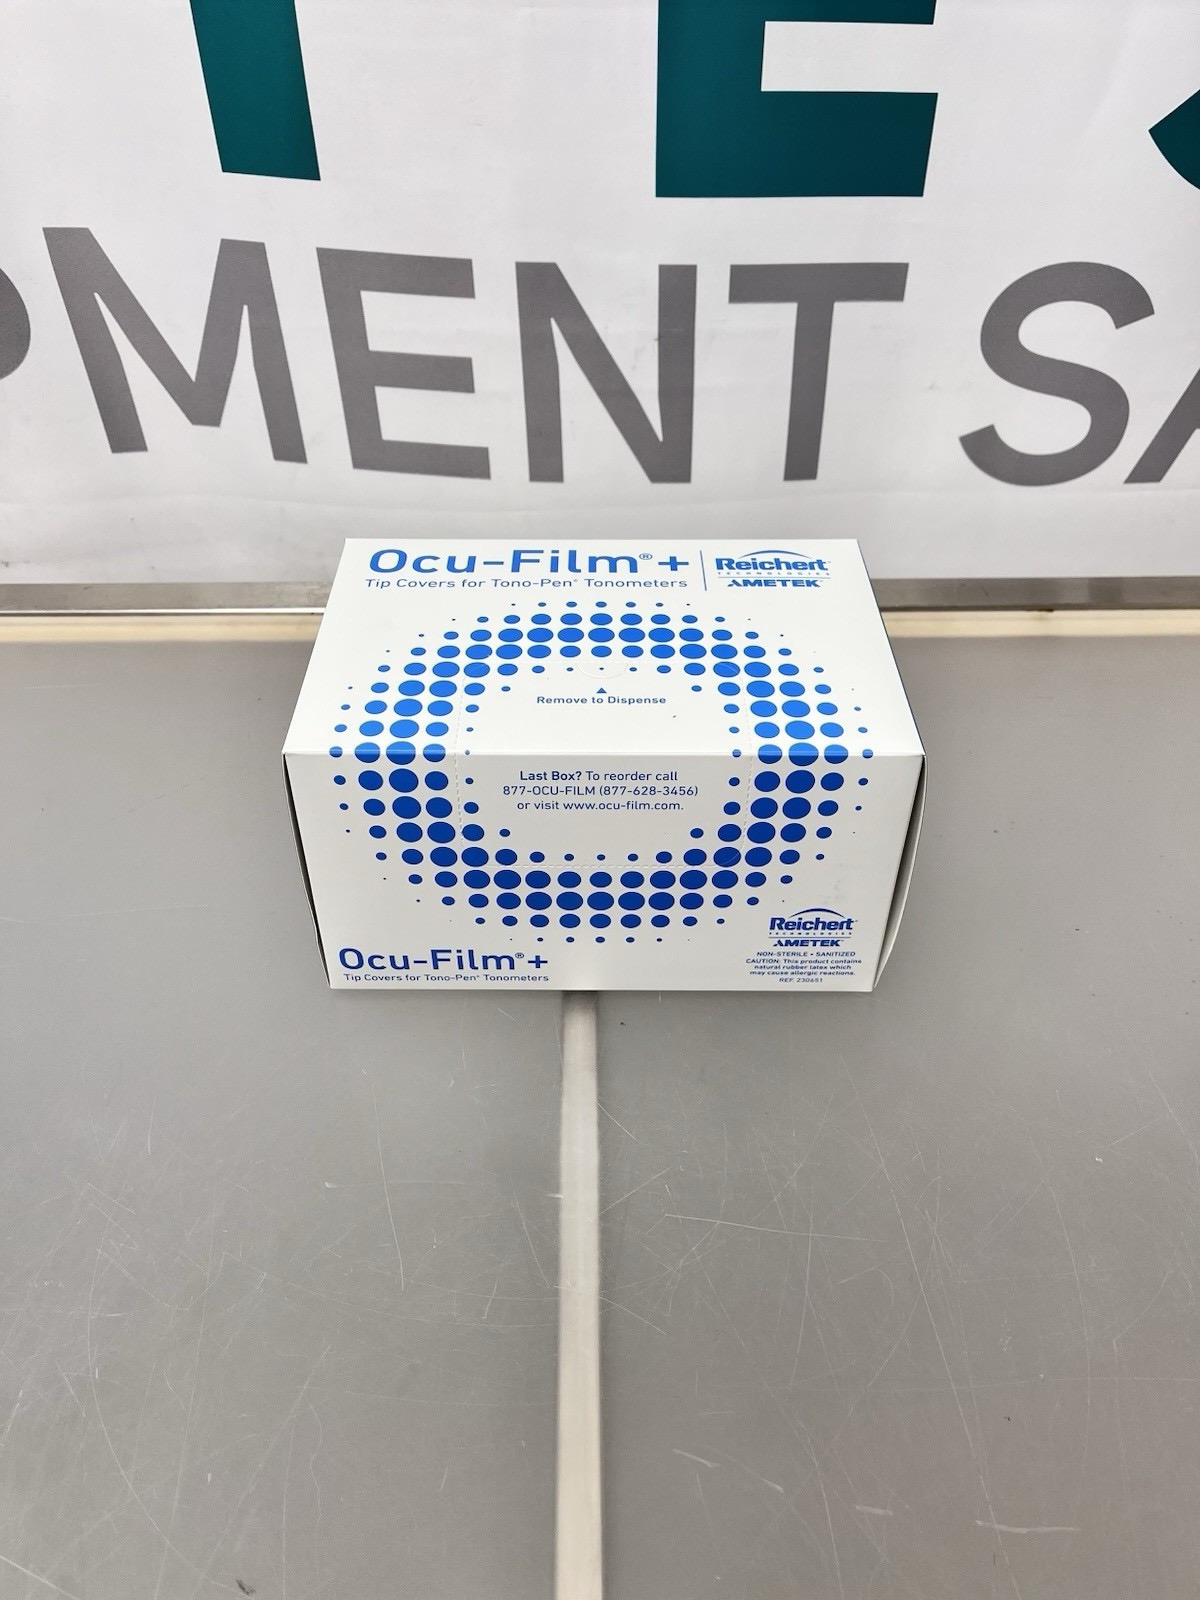 PMENT SA
Ocu-Film®+
Tip Covers for Tono-Pen® Tonometers
Reichert
TECHNOLOGIES
AMETEK®
Remove to Dispense
Last Box? To reorder call
877-OCU-FILM (877-628-3456)
or visit www.ocu-film.com.
Ocu-Film®+
Tip Covers for Tono-Pen® Tonometers
Reichert
TECHNOLOGIES
AMETEK®
NON-STERILE • SANITIZED
CAUTION: This product contains
natural rubber latex which
may cause allergic reactions.
REF. 230651